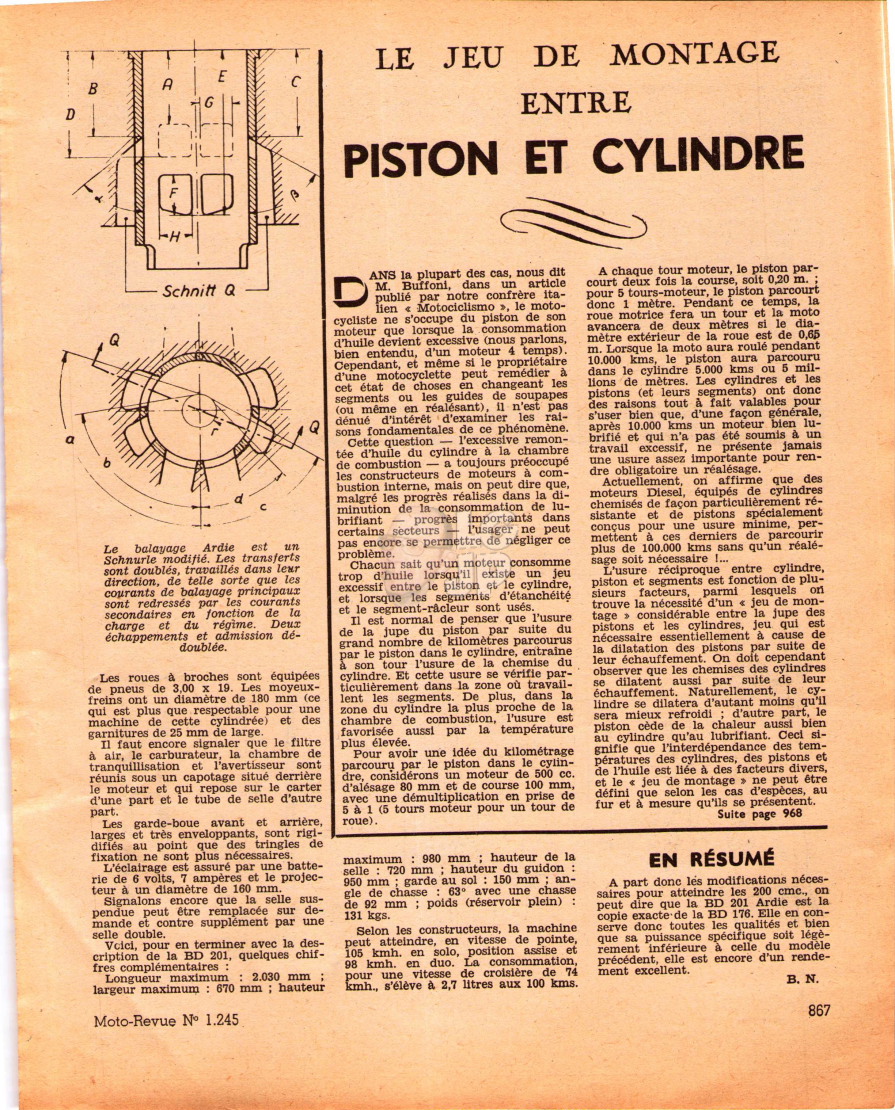 B
D
A
E
G
C
α
F
β
H
Schnitt Q
Q
a
b
r
Q
d
c
Le balayage Ardie est un
Schnurle modifié. Les transferts
sont doublés, travaillés dans leur
direction, de telle sorte que les
courants de balayage principaux
sont redressés par les courants
secondaires en fonction de la
charge et du régime. Deux
échappements et admission dé-
doublée.
Les roues à broches sont équipées
de pneus de 3,00 x 19. Les moyeux-
freins ont un diamètre de 180 mm (ce
qui est plus que respectable pour une
machine de cette cylindrée) et des
garnitures de 25 mm de large.
Il faut encore signaler que le filtre
à air, le carburateur, la chambre de
tranquillisation et l'avertisseur sont
réunis sous un capotage situé derrière
le moteur et qui repose sur le carter
d'une part et le tube de selle d'autre
part.
Les garde-boue avant et arrière,
larges et très enveloppants, sont rigi-
difiés au point que des tringles de
fixation ne sont plus nécessaires.
L'éclairage est assuré par une batte-
rie de 6 volts, 7 ampères et le projec-
teur à un diamètre de 160 mm.
Signalons encore que la selle sus-
pendue peut être remplacée sur de-
mande et contre supplément par une
selle double.
Vcici, pour en terminer avec la des-
cription de la BD 201, quelques chif-
fres complémentaires :
Longueur maximum : 2.030 mm ;
largeur maximum : 670 mm ; hauteur
maximum : 980 mm ; hauteur de la
selle : 720 mm ; hauteur du guidon :
950 mm ; garde au sol : 150 mm ; an-
gle de chasse : 63° avec une chasse
de 92 mm ; poids (réservoir plein) :
131 kgs.
Selon les constructeurs, la machine
peut atteindre, en vitesse de pointe,
105 kmh. en solo, position assise et
98 kmh. en duo. La consommation,
pour une vitesse de croisière de 74
kmh., s'élève à 2,7 litres aux 100 kms.
EN RÉSUMÉ
A part donc lés modifications néces-
saires pour atteindre les 200 cmc., on
peut dire que la BD 201 Ardie est la
copie exacte de la BD 176. Elle en con-
serve donc toutes les qualités et bien
que sa puissance spécifique soit légè-
rement inférieure à celle du modèle
précédent, elle est encore d'un rende-
ment excellent.
B. N.
LE JEU DE MONTAGE
ENTRE
PISTON ET CYLINDRE
DANS la plupart des cas, nous dit
M. Buffoni, dans un article
publié par notre confrère ita-
lien « Motociclismo », le moto-
cycliste ne s'occupe du piston de son
moteur que lorsque la consommation
d'huile devient excessive (nous parlons,
bien entendu, d'un moteur 4 temps).
Cependant, et même si le propriétaire
d'une motocyclette peut remédier à
cet état de choses en changeant les
segments ou les guides de soupapes
(ou même en réalésant), il n'est pas
dénué d'intérêt d'examiner les rai-
sons fondamentales de ce phénomène.
Cette question — l'excessive remon-
tée d'huile du cylindre à la chambre
de combustion — a toujours préoccupé
les constructeurs de moteurs à com-
bustion interne, mais on peut dire que,
malgré les progrès réalisés dans la di-
minution de la consommation de lu-
brifiant — progrès importants dans
certains secteurs — l'usager ne peut
pas encore se permettre de négliger ce
problème.
Chacun sait qu'un moteur consomme
trop d'huile lorsqu'il existe un jeu
excessif entre le piston et le cylindre,
et lorsque les segments d'étanchéité
et le segment-râcleur sont usés.
Il est normal de penser que l'usure
de la jupe du piston par suite du
grand nombre de kilomètres parcourus
par le piston dans le cylindre, entraîne
à son tour l'usure de la chemise du
cylindre. Et cette usure se vérifie par-
ticulièrement dans la zone où travail-
lent les segments. De plus, dans la
zone du cylindre la plus proche de la
chambre de combustion, l'usure est
favorisée aussi par la température
plus élevée.
Pour avoir une idée du kilométrage
parcouru par le piston dans le cylin-
dre, considérons un moteur de 500 cc.
d'alésage 80 mm et de course 100 mm,
avec une démultiplication en prise de
5 à 1 (5 tours moteur pour un tour de
roue).
A chaque tour moteur, le piston par-
court deux fois la course, soit 0,20 m. ;
pour 5 tours-moteur, le piston parcourt
donc 1 mètre. Pendant ce temps, la
roue motrice fera un tour et la moto
avancera de deux mètres si le dia-
mètre extérieur de la roue est de 0,65
m. Lorsque la moto aura roulé pendant
10.000 kms, le piston aura parcouru
dans le cylindre 5.000 kms ou 5 mil-
lions de mètres. Les cylindres et les
pistons (et leurs segments) ont donc
des raisons tout à fait valables pour
s'user bien que, d'une façon générale,
après 10.000 kms un moteur bien lu-
brifié et qui n'a pas été soumis à un
travail excessif, ne présente jamais
une usure assez importante pour ren-
dre obligatoire un réalésage.
Actuellement, on affirme que des
moteurs Diesel, équipés de cylindres
chemisés de façon particulièrement ré-
sistante et de pistons spécialement
conçus pour une usure minime, per-
mettent à ces derniers de parcourir
plus de 100.000 kms sans qu'un réalé-
sage soit nécessaire !...
L'usure réciproque entre cylindre,
piston et segments est fonction de plu-
sieurs facteurs, parmi lesquels on
trouve la nécessité d'un « jeu de mon-
tage » considérable entre la jupe des
pistons et les cylindres, jeu qui est
nécessaire essentiellement à cause de
la dilatation des pistons par suite de
leur échauffement. On doit cependant
observer que les chemises des cylindres
se dilatent aussi par suite de leur
échauffement. Naturellement, le cy-
lindre se dilatera d'autant moins qu'il
sera mieux refroidi ; d'autre part, le
piston cède de la chaleur aussi bien
au cylindre qu'au lubrifiant. Ceci si-
gnifie que l'interdépendance des tem-
pératures des cylindres, des pistons et
de l'huile est liée à des facteurs divers,
et le « jeu de montage » ne peut être
défini que selon les cas d'espèces, au
fur et à mesure qu'ils se présentent.
Suite page 968
Moto-Revue N° 1.245
867